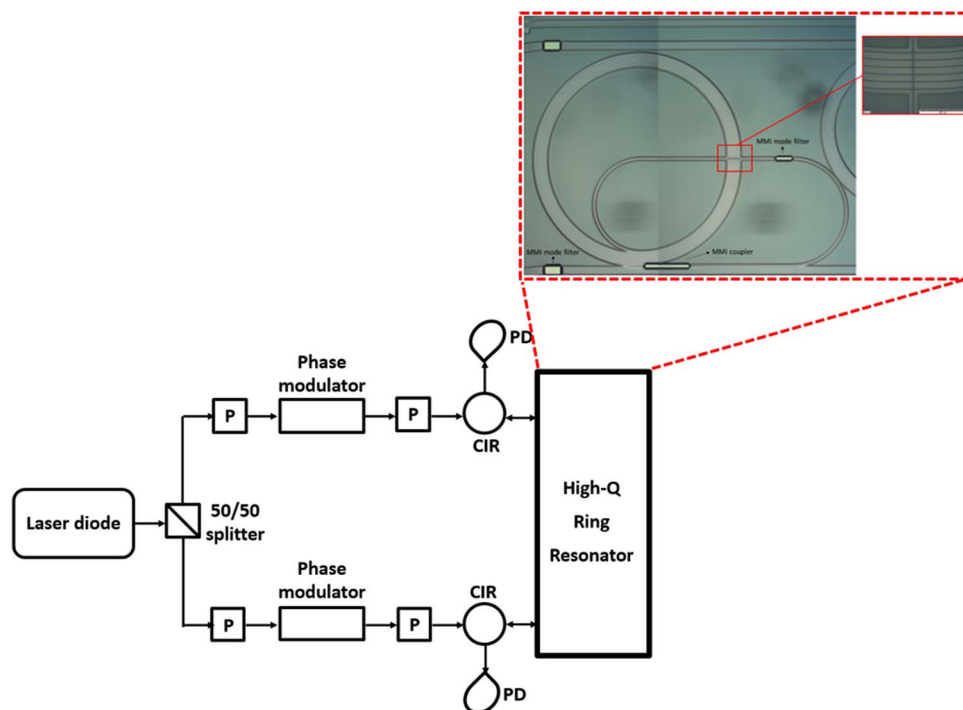 MMI mode filter
MMI mode filter
MMI coupler
PD
Phase
modulator
P
P
CIR
High-Q
Ring
Resonator
Laser diode
50/50
splitter
Phase
modulator
CIR
P
P
PD